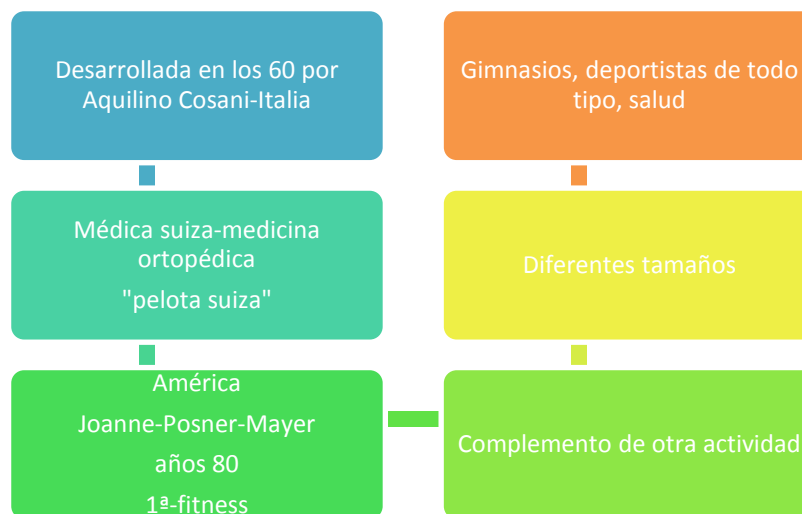 Desarrollada en los 60 por
Aquilino Cosani-Italia
Médica suiza-medicina
ortopédica
"pelota suiza"
América
Joanne-Posner-Mayer
años 80
1ª-fitness
Complemento de otra actividad
Diferentes tamaños
Gimnasios, deportistas de todo
tipo, salud